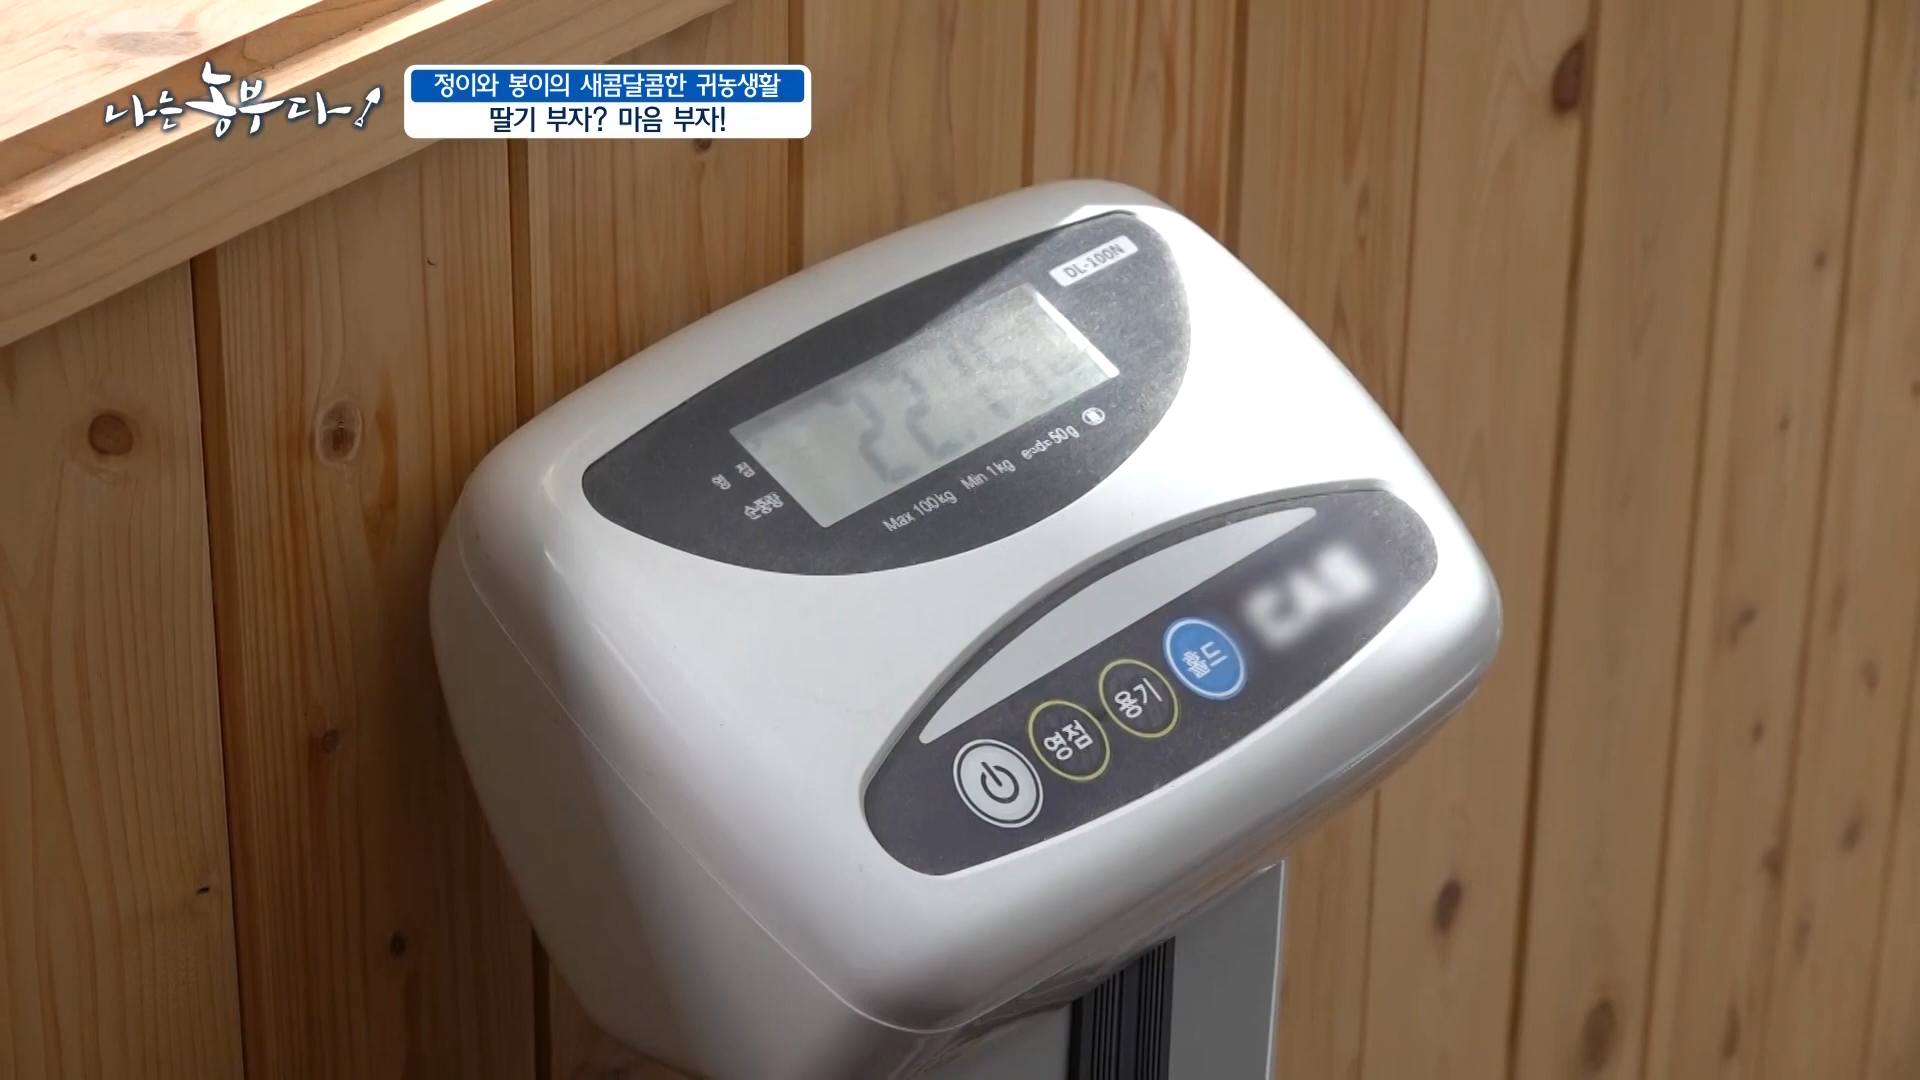 나는 농부다!
정이와 봉이의 새콤달콤한 귀농생활
딸기 부자? 마음 부자!
DL-100N
영 점
순중량
Max 100kg Min 1kg e=d=50g
영점
용기
홀드